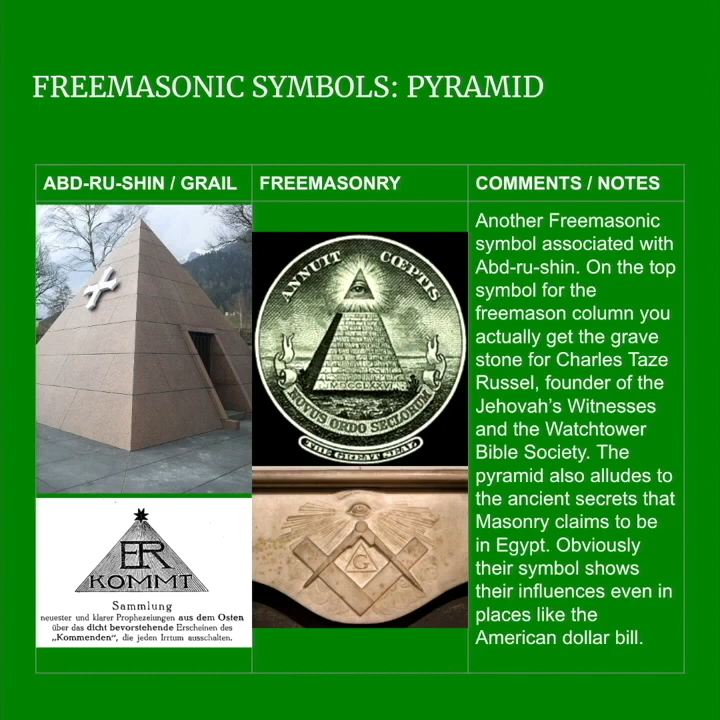 FREEMASONIC SYMBOLS: PYRAMID
ABD-RU-SHIN / GRAIL
FREEMASONRY
COMMENTS / NOTES
ANNUIT CŒPTIS
MDCCLXXVI
NOVUS ORDO SECLORUM
THE GREAT SEAL
G
ER
KOMMT
Sammlung
neuester und klarer Prophezeiungen aus dem Osten
über das dicht bevorstehende Erscheinen des
„Kommenden“, die jeden Irrtum ausschalten.
Another Freemasonic
symbol associated with
Abd-ru-shin. On the top
symbol for the
freemason column you
actually get the grave
stone for Charles Taze
Russel, founder of the
Jehovah’s Witnesses
and the Watchtower
Bible Society. The
pyramid also alludes to
the ancient secrets that
Masonry claims to be
in Egypt. Obviously
their symbol shows
their influences even in
places like the
American dollar bill.